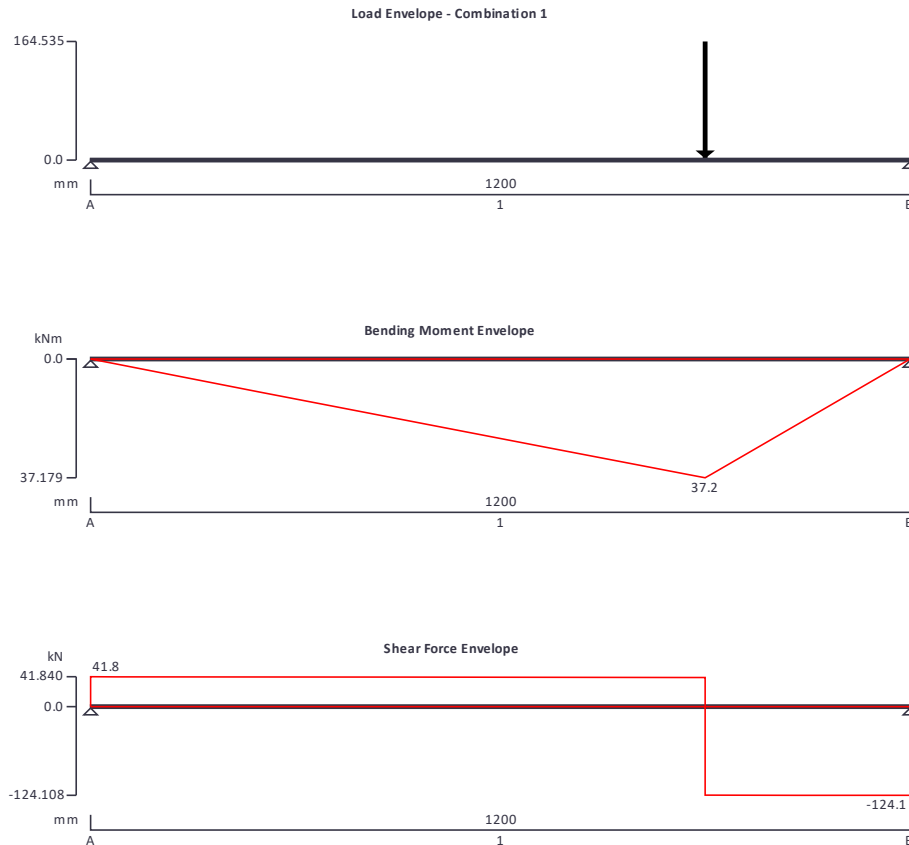 Load Envelope - Combination 1
164.535
0.0
mm
1200
A
1
Bending Moment Envelope
kNm
0.0
37.179
37.2
mm
1200
A
1
Shear Force Envelope
kN
41.8
41.840
0.0
-124.108
-124.1
mm
1200
A
1